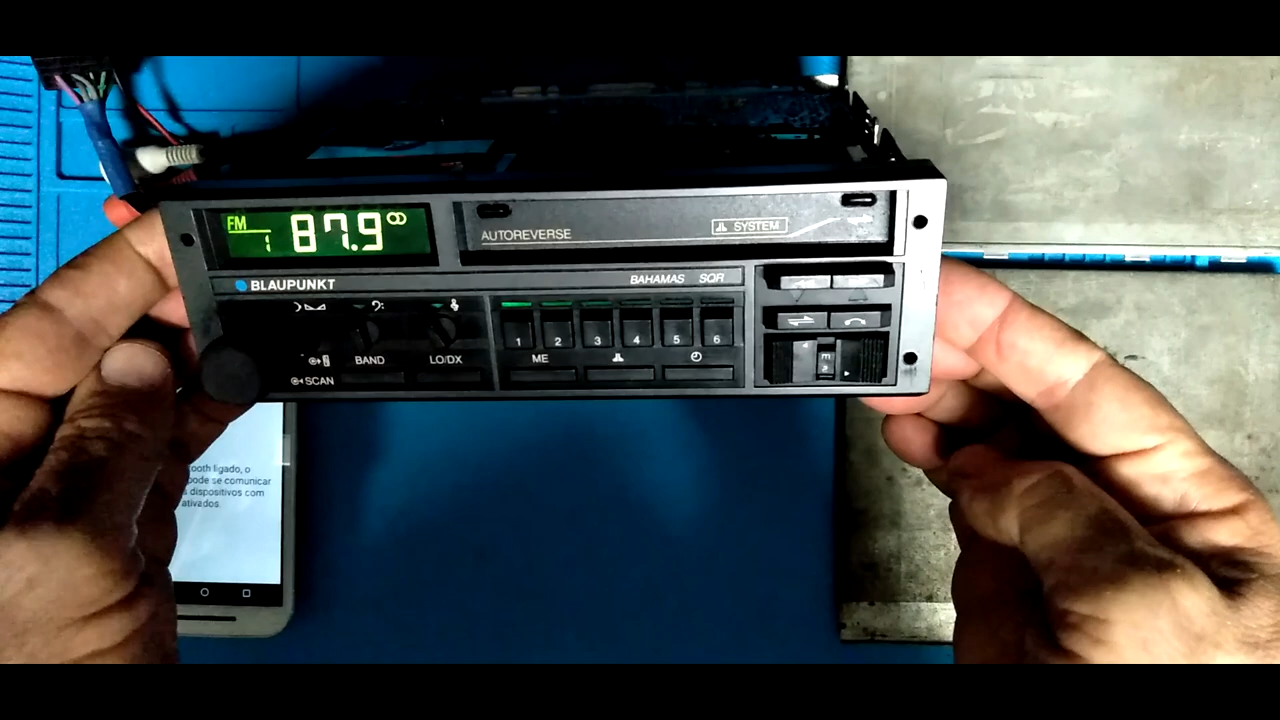 FM
1 87.9
AUTOREVERSE
SYSTEM
BLAUPUNKT
BAHAMAS SQR
1 2 3 4 5 6
BAND LO/DX ME
SCAN
ooth ligado, o
pode se comunicar
s dispositivos com
ativados.